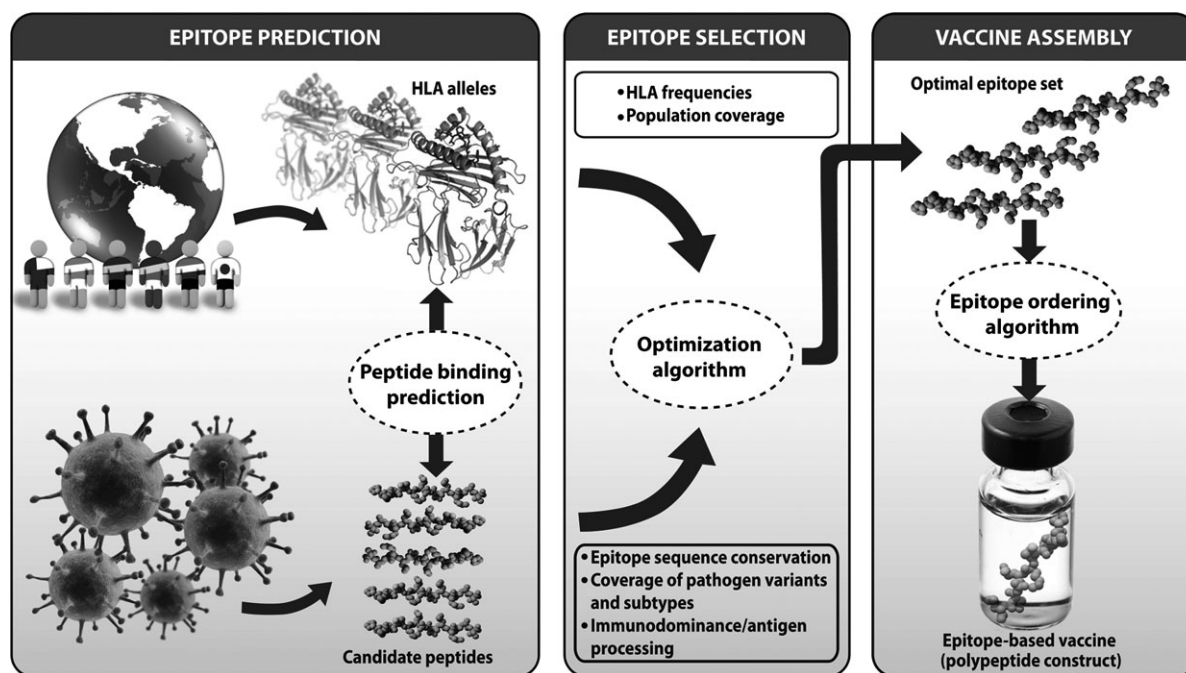 EPITOPE PREDICTION
HLA alleles
Peptide binding
prediction
Candidate peptides
EPITOPE SELECTION
•HLA frequencies
•Population coverage
Optimization
algorithm
•Epitope sequence conservation
•Coverage of pathogen variants
and subtypes
•Immunodominance/antigen
processing
VACCINE ASSEMBLY
Optimal epitope set
Epitope ordering
algorithm
Epitope-based vaccine
(polypeptide construct)